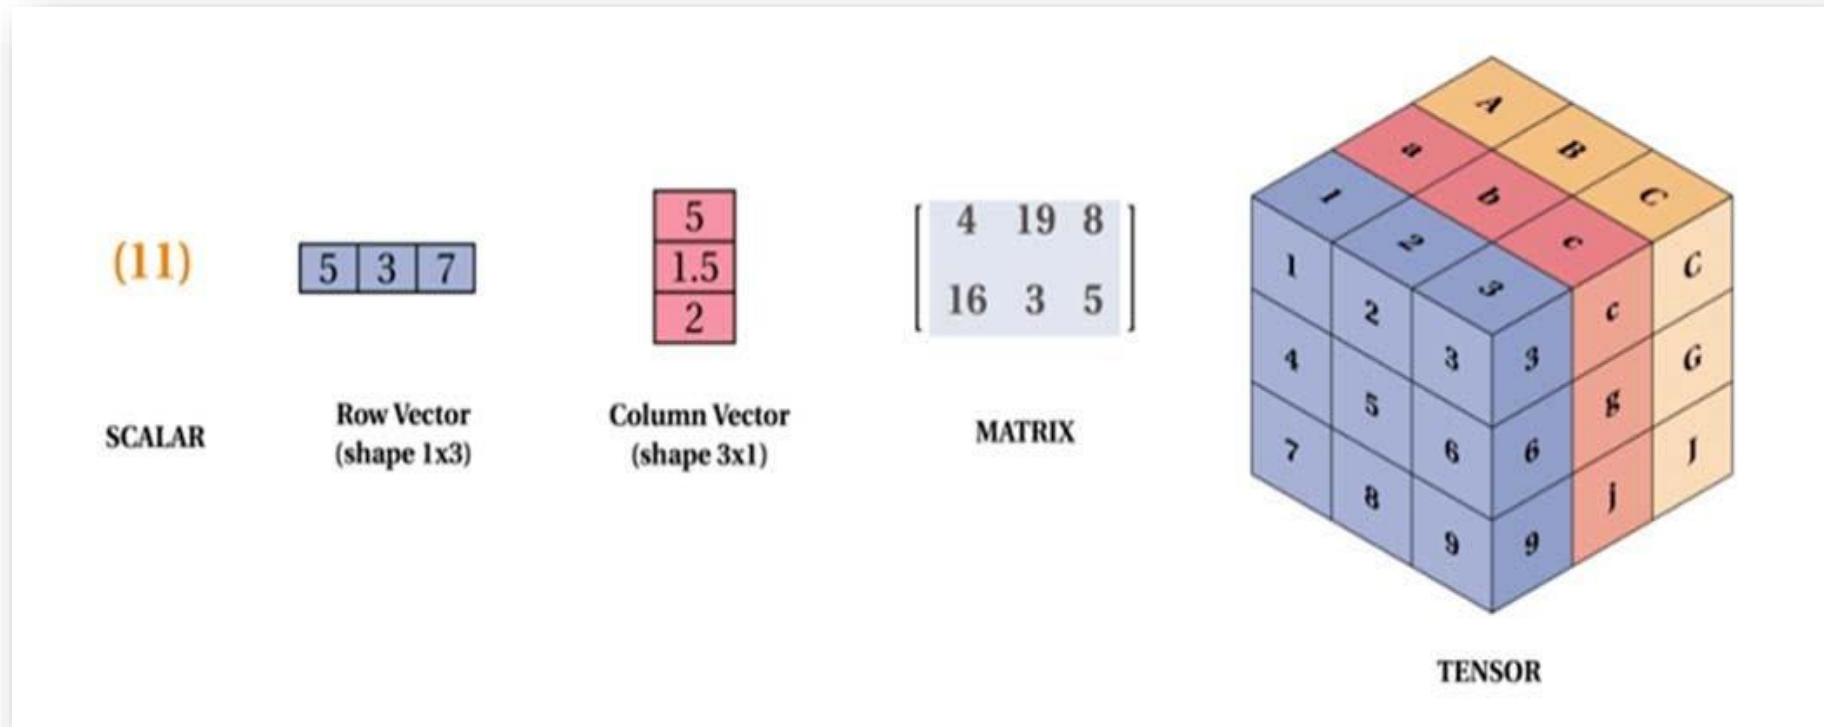 (11)
SCALAR
5 3 7
Row Vector
(shape 1x3)
5
1.5
2
Column Vector
(shape 3x1)
4 19 8
16 3 5
MATRIX
A
B
C
a
b
c
1
2
3
1
2
3
4
5
6
7
8
9
3
c
C
6
g
G
9
j
J
TENSOR